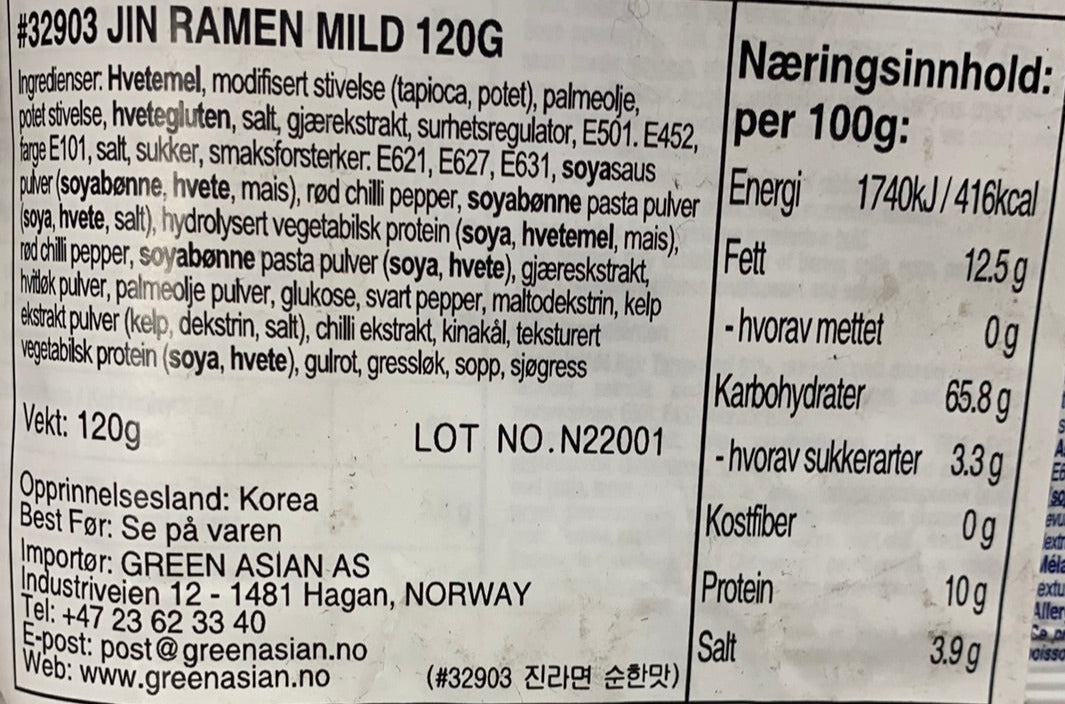 #32903 JIN RAMEN MILD 120G
Ingredienser: Hvetemel, modifisert stivelse (tapioca, potet), palmeolje,
potet stivelse, hvetegluten, salt, gjærekstrakt, surhetsregulator, E501. E452,
farge E101, salt, sukker, smaksforsterker: E621, E627, E631, soyasaus
pulver (soyabønne, hvete, mais), rød chilli pepper, soyabønne pasta pulver
(soya, hvete, salt), hydrolysert vegetabilsk protein (soya, hvetemel, mais),
rød chilli pepper, soyabønne pasta pulver (soya, hvete), gjæreskstrakt,
hvitløk pulver, palmeolje pulver, glukose, svart pepper, maltodekstrin, kelp
ekstrakt pulver (kelp, dekstrin, salt), chilli ekstrakt, kinakål, teksturert
vegetabilsk protein (soya, hvete), gulrot, gressløk, sopp, sjøgress
Vekt: 120g
LOT NO.N22001
Opprinnelsesland: Korea
Best Før: Se på varen
Importør: GREEN ASIAN AS
Industriveien 12 - 1481 Hagan, NORWAY
Tel: +47 23 62 33 40
E-post: post@greenasian.no
Web: www.greenasian.no
(#32903 진라면 순한맛)
Næringsinnhold:
per 100g:
Energi 1740kJ/416kcal
Fett 12.5 g
- hvorav mettet 0 g
Karbohydrater 65.8 g
- hvorav sukkerarter 3.3 g
Kostfiber 0 g
Protein 10 g
Salt 3.9 g